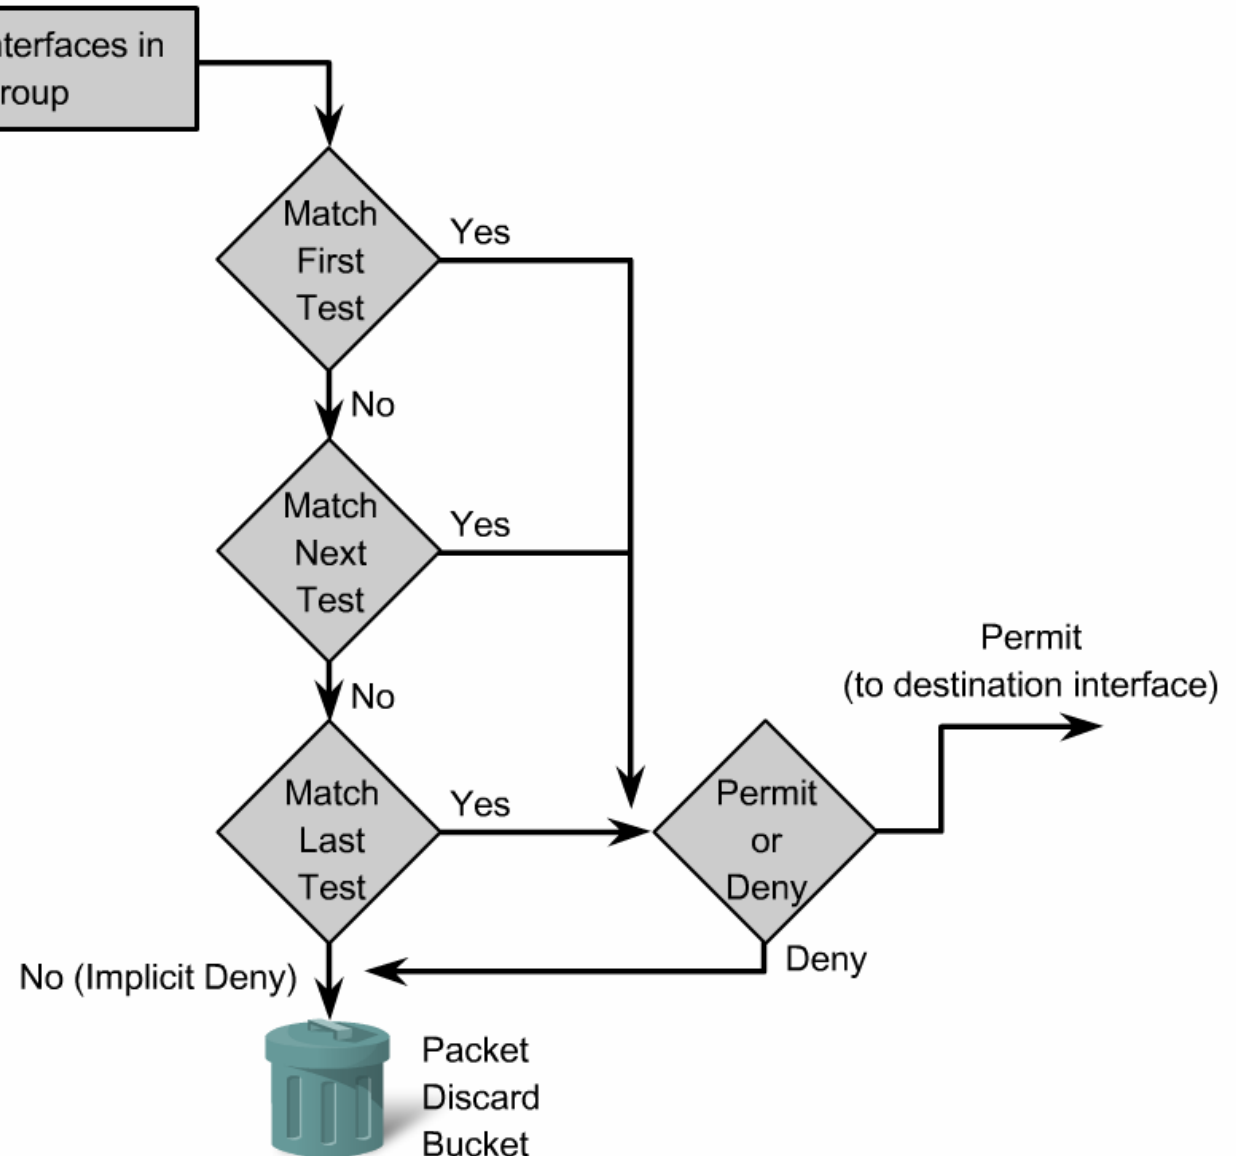 nterfaces in
roup
Match
First
Test
Yes
No
Match
Next
Test
Yes
No
Match
Last
Test
Yes
Permit
or
Deny
Permit
(to destination interface)
Deny
No (Implicit Deny)
Packet
Discard
Bucket